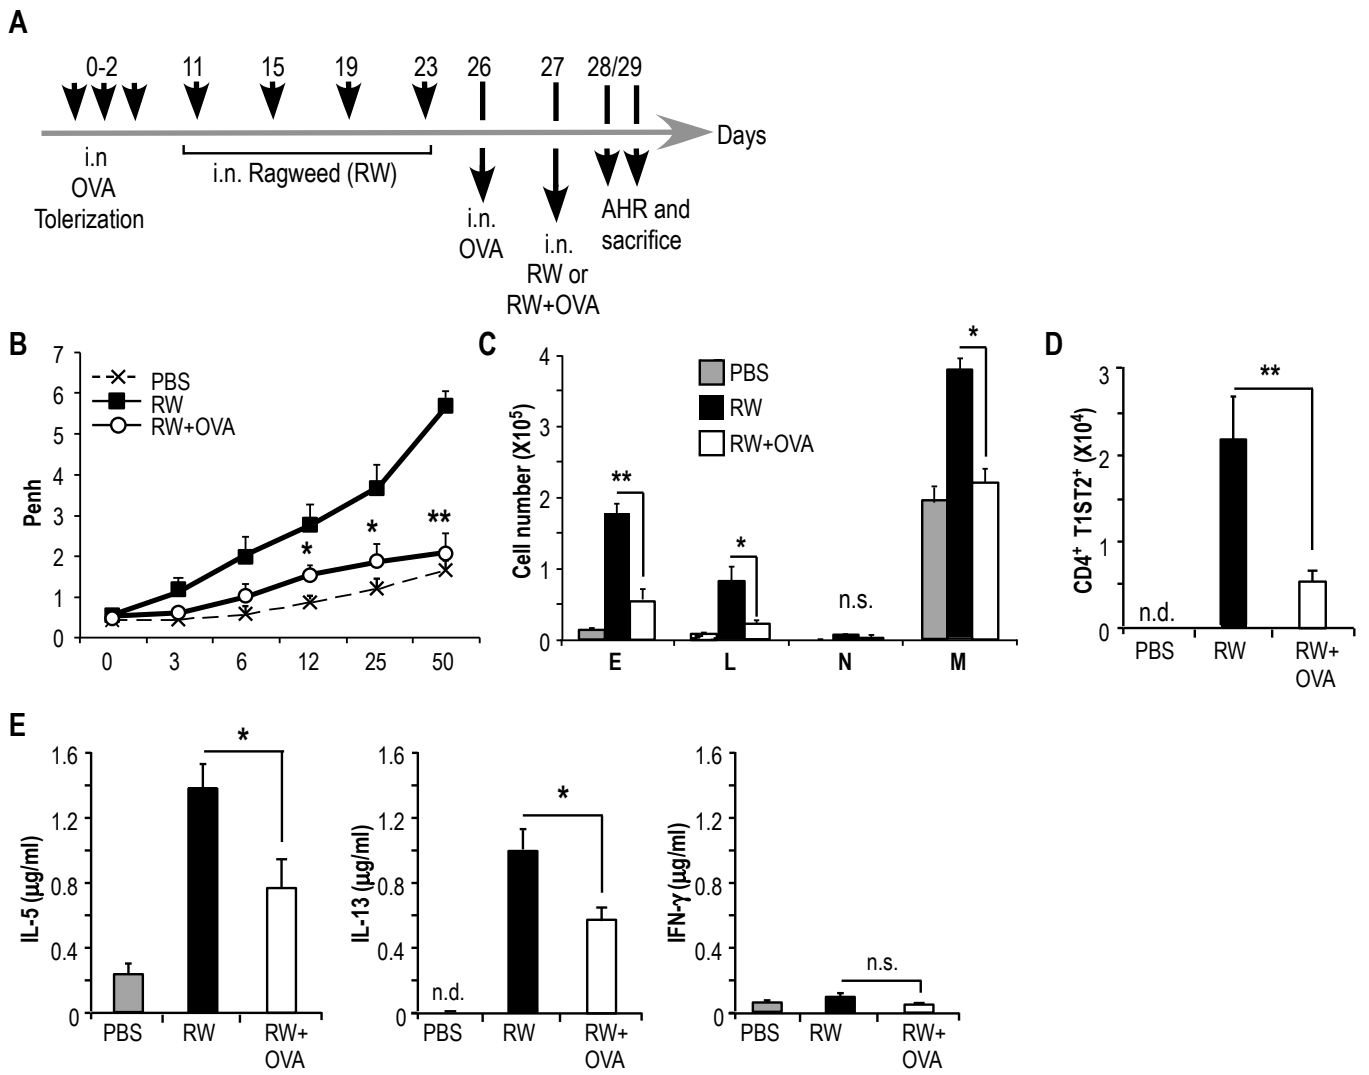 A
0-2 11 15 19 23 26 27 28/29
Days
i.n
OVA
Tolerization
i.n. Ragweed (RW)
i.n.
OVA
i.n.
RW or
RW+OVA
AHR and
sacrifice
B
7
6
5
4
3
2
1
0
Penh
PBS
RW
RW+OVA
*
*
**
0 3 6 12 25 50
C
4
3
2
1
0
Cell number (X10⁵)
PBS
RW
RW+OVA
**
*
n.s.
*
E L N M
D
3
2
1
0
CD4⁺ T1ST2⁺ (X10⁴)
**
n.d.
PBS RW RW+
OVA
E
1.6
1.2
0.8
0.4
0
IL-5 (µg/ml)
*
PBS RW RW+
OVA
1.6
1.2
0.8
0.4
0
IL-13 (µg/ml)
*
n.d.
PBS RW RW+
OVA
1.6
1.2
0.8
0.4
0
IFN-γ (µg/ml)
n.s.
PBS RW RW+
OVA